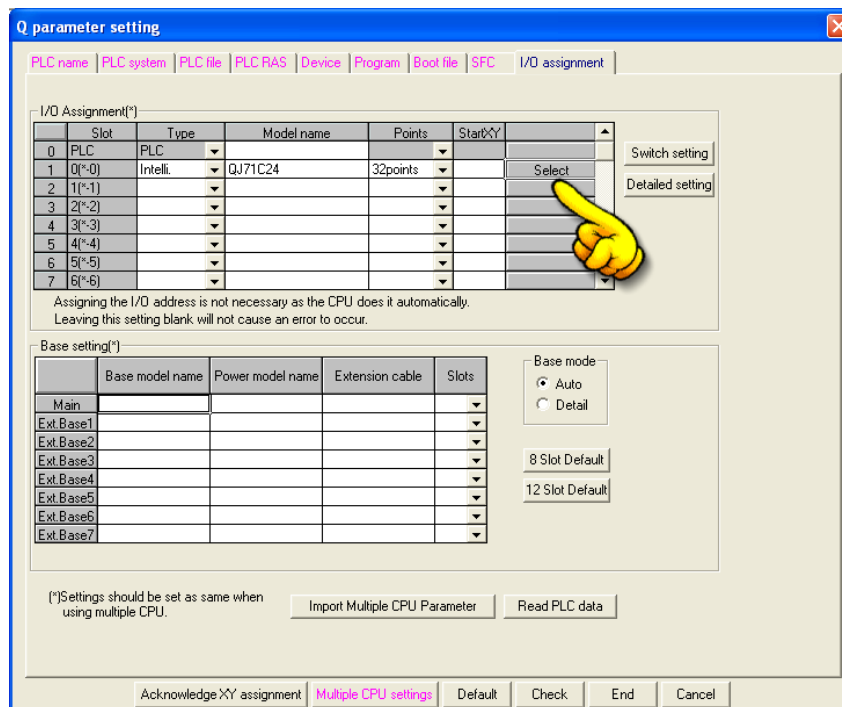 Q parameter setting
PLC name PLC system PLC file PLC RAS Device Program Boot file SFC I/O assignment
I/O Assignment(*)
Slot Type Model name Points StartXY
0 PLC PLC
1 0(*-0) Intelli. QJ71C24 32points Select
2 1(*-1)
3 2(*-2)
4 3(*-3)
5 4(*-4)
6 5(*-5)
7 6(*-6)
Switch setting
Detailed setting
Assigning the I/O address is not necessary as the CPU does it automatically.
Leaving this setting blank will not cause an error to occur.
Base setting(*)
Base model name Power model name Extension cable Slots
Main
Ext.Base1
Ext.Base2
Ext.Base3
Ext.Base4
Ext.Base5
Ext.Base6
Ext.Base7
Base mode
Auto
Detail
8 Slot Default
12 Slot Default
(*)Settings should be set as same when
using multiple CPU.
Import Multiple CPU Parameter Read PLC data
Acknowledge XY assignment Multiple CPU settings Default Check End Cancel